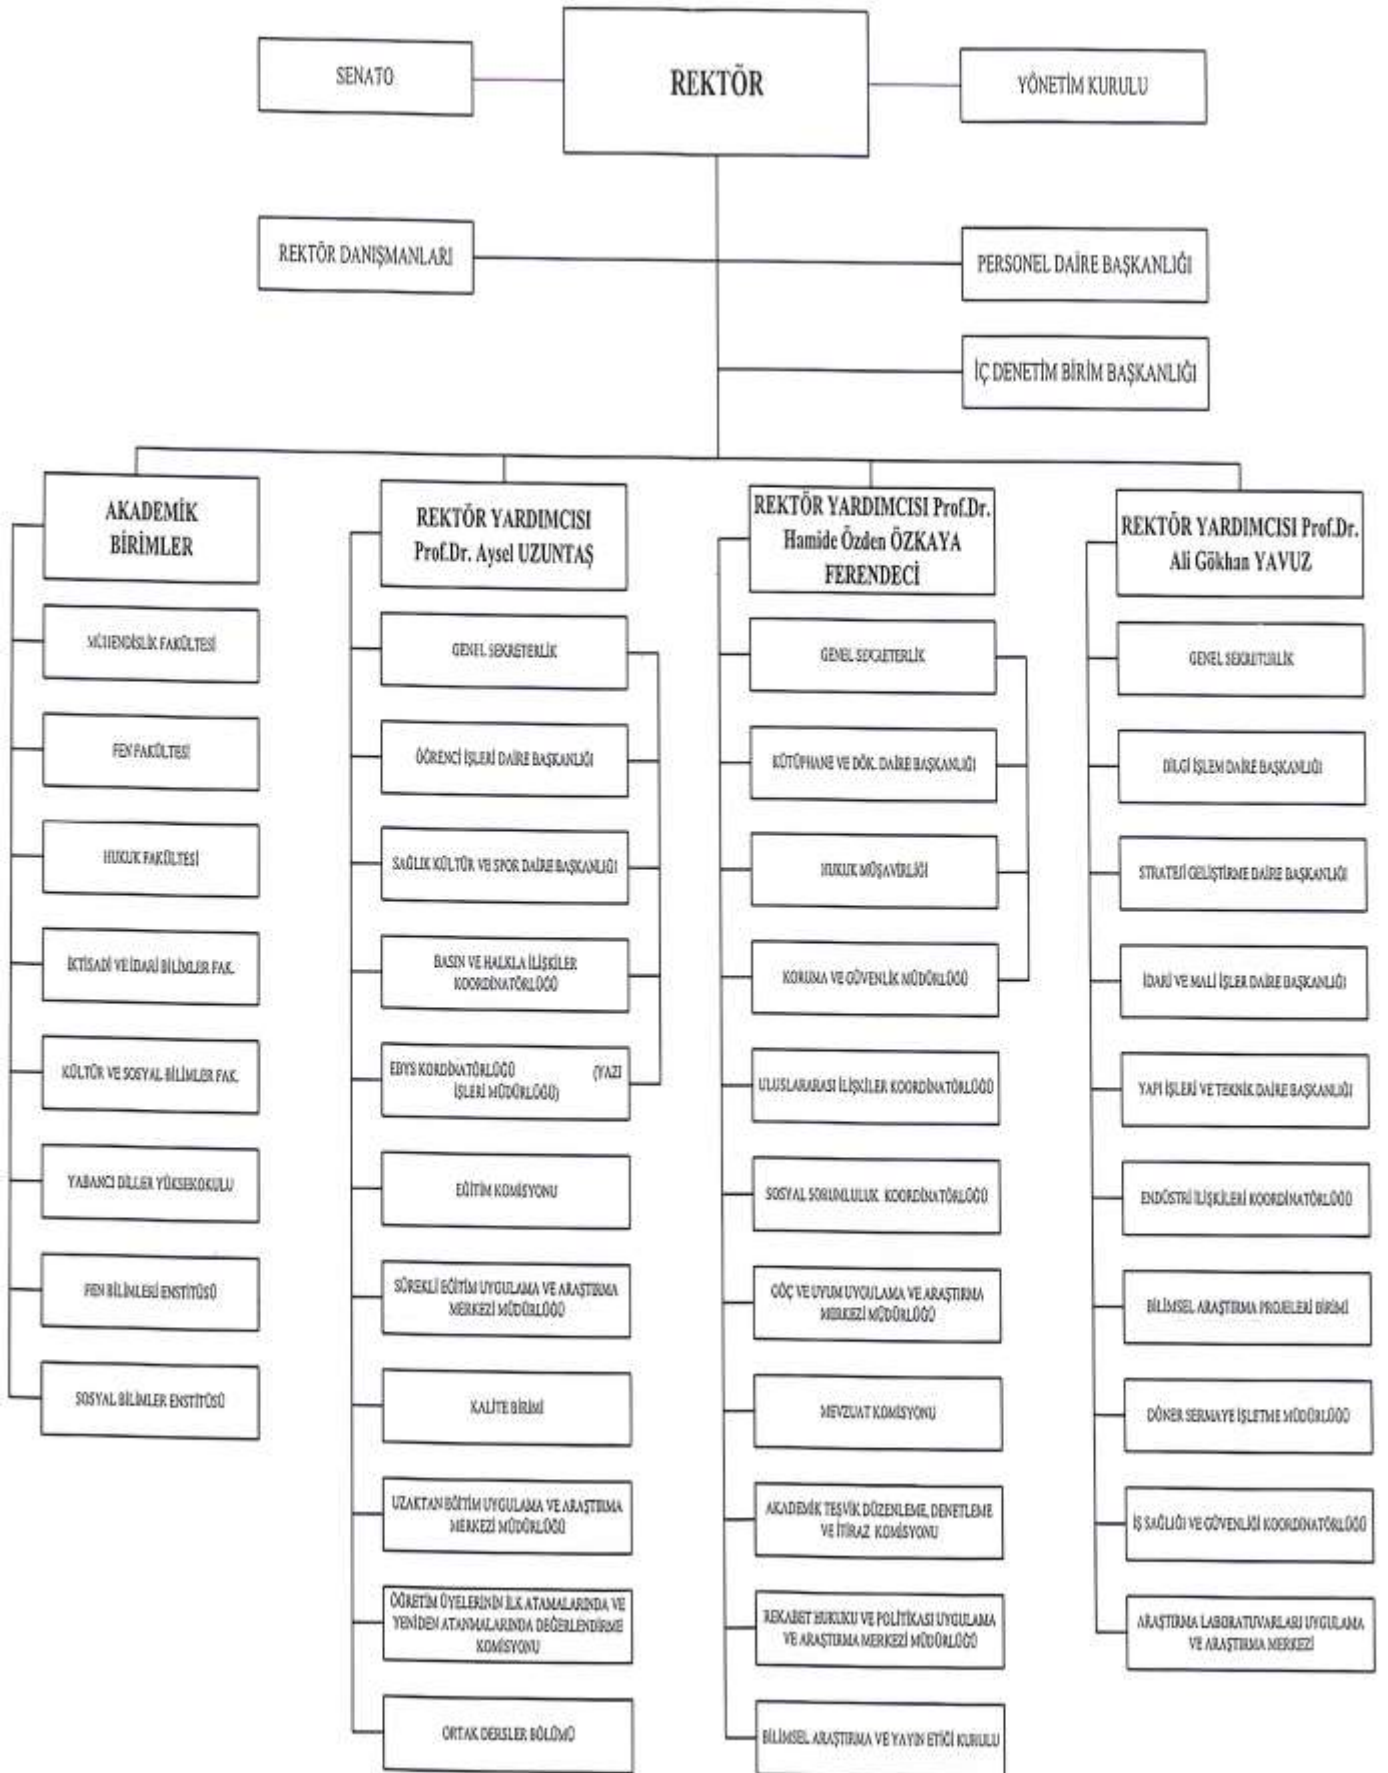 SENATO
REKTÖR
YÖNETİM KURULU
REKTÖR DANIŞMANLARI
PERSONEL DAİRE BAŞKANLIĞI
İÇ DENETİM BİRİM BAŞKANLIĞI
AKADEMİK
BİRİMLER
MÜHENDİSLİK FAKÜLTESİ
FEN FAKÜLTESİ
HUKUK FAKÜLTESİ
İKTİSADİ VE İDARİ BİLİMLER FAK.
KÜLTÜR VE SOSYAL BİLİMLER FAK.
YABANCI DİLLER YÜKSEKOKULU
FEN BİLİMLERİ ENSTİTÜSÜ
SOSYAL BİLİMLER ENSTİTÜSÜ
REKTÖR YARDIMCISI
Prof.Dr. Aysel UZUNTAŞ
GENEL SEKRETERLİK
ÖĞRENCİ İŞLERİ DAİRE BAŞKANLIĞI
SAĞLIK KÜLTÜR VE SPOR DAİRE BAŞKANLIĞI
BASIN VE HALKLA İLİŞKİLER
KOORDİNATÖRLÜĞÜ
EBYS KORDİNATÖRLÜĞÜ (YAZI
İŞLERİ MÜDÜRLÜĞÜ)
EĞİTİM KOMİSYONU
SÜREKLİ EĞİTİM UYGULAMA VE ARAŞTIRMA
MERKEZİ MÜDÜRLÜĞÜ
KALİTE BİRİMİ
UZAKTAN EĞİTİM UYGULAMA VE ARAŞTIRMA
MERKEZİ MÜDÜRLÜĞÜ
ÖĞRETİM ÜYELERİNİN İLK ATAMALARINDA VE
YENİDEN ATANMALARINDA DEĞERLENDİRME
KOMİSYONU
ORTAK DERSLER BÖLÜMÜ
REKTÖR YARDIMCISI Prof.Dr.
Hamide Özden ÖZKAYA
FERENDECİ
GENEL SEKRETERLİK
KÜTÜPHANE VE DÖK. DAİRE BAŞKANLIĞI
HUKUK MÜŞAVİRLİĞİ
KORUMA VE GÜVENLİK MÜDÜRLÜĞÜ
ULUSLARARASI İLİŞKİLER KOORDİNATÖRLÜĞÜ
SOSYAL SORUMLULUK KOORDİNATÖRLÜĞÜ
GÖÇ VE UYUM UYGULAMA VE ARAŞTIRMA
MERKEZİ MÜDÜRLÜĞÜ
MEVZUAT KOMİSYONU
AKADEMİK TEŞVİK DÜZENLEME, DENETLEME
VE İTİRAZ KOMİSYONU
REKABET HUKUKU VE POLİTİKASI UYGULAMA
VE ARAŞTIRMA MERKEZİ MÜDÜRLÜĞÜ
BİLİMSEL ARAŞTIRMA VE YAYIN ETİĞİ KURULU
REKTÖR YARDIMCISI Prof.Dr.
Ali Gökhan YAVUZ
GENEL SEKRETERLİK
BİLGİ İŞLEM DAİRE BAŞKANLIĞI
STRATEJİ GELİŞTİRME DAİRE BAŞKANLIĞI
İDARİ VE MALİ İŞLER DAİRE BAŞKANLIĞI
YAPI İŞLERİ VE TEKNİK DAİRE BAŞKANLIĞI
ENDÜSTRİ İLİŞKİLERİ KOORDİNATÖRLÜĞÜ
BİLİMSEL ARAŞTIRMA PROJELERİ BİRİMİ
DÖNER SERMAYE İŞLETME MÜDÜRLÜĞÜ
İŞ SAĞLIĞI VE GÜVENLİĞİ KOORDİNATÖRLÜĞÜ
ARAŞTIRMA LABORATUVARLARI UYGULAMA
VE ARAŞTIRMA MERKEZİ